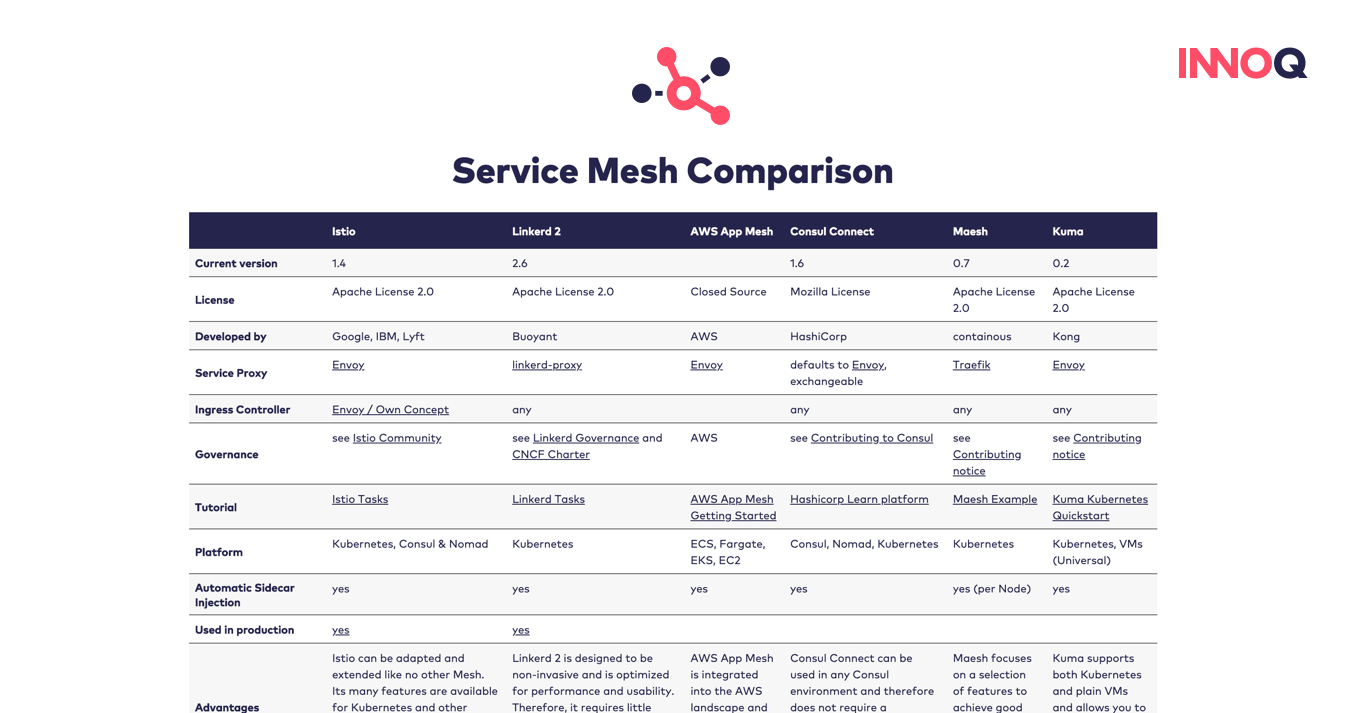 INNOQ
Service Mesh Comparison
Istio Linkerd 2 AWS App Mesh Consul Connect Maesh Kuma
Current version 1.4 2.6 1.6 0.7 0.2
License Apache License 2.0 Apache License 2.0 Closed Source Mozilla License Apache License Apache License
2.0 2.0
Developed by Google, IBM, Lyft Buoyant AWS HashiCorp containous Kong
Service Proxy Envoy linkerd-proxy Envoy defaults to Envoy, Traefik Envoy
exchangeable
Ingress Controller Envoy / Own Concept any any any any
see Istio Community see Linkerd Governance and AWS see Contributing to Consul see see Contributing
Governance CNCF Charter Contributing notice
notice
Tutorial Istio Tasks Linkerd Tasks AWS App Mesh Hashicorp Learn platform Maesh Example Kuma Kubernetes
Getting Started Quickstart
Platform Kubernetes, Consul & Nomad Kubernetes ECS, Fargate, Consul, Nomad, Kubernetes Kubernetes Kubernetes, VMs
EKS, EC2 (Universal)
Automatic Sidecar yes yes yes yes yes (per Node) yes
Injection
Used in production yes yes
Istio can be adapted and Linkerd 2 is designed to be AWS App Mesh Consul Connect can be Maesh focuses Kuma supports
extended like no other Mesh. non-invasive and is optimized is integrated used in any Consul on a selection both Kubernetes
Its many features are available for performance and usability. into the AWS environment and therefore of features to and plain VMs
Advantages for Kubernetes and other Therefore, it requires little landscape and does not require a achieve good and allows you to